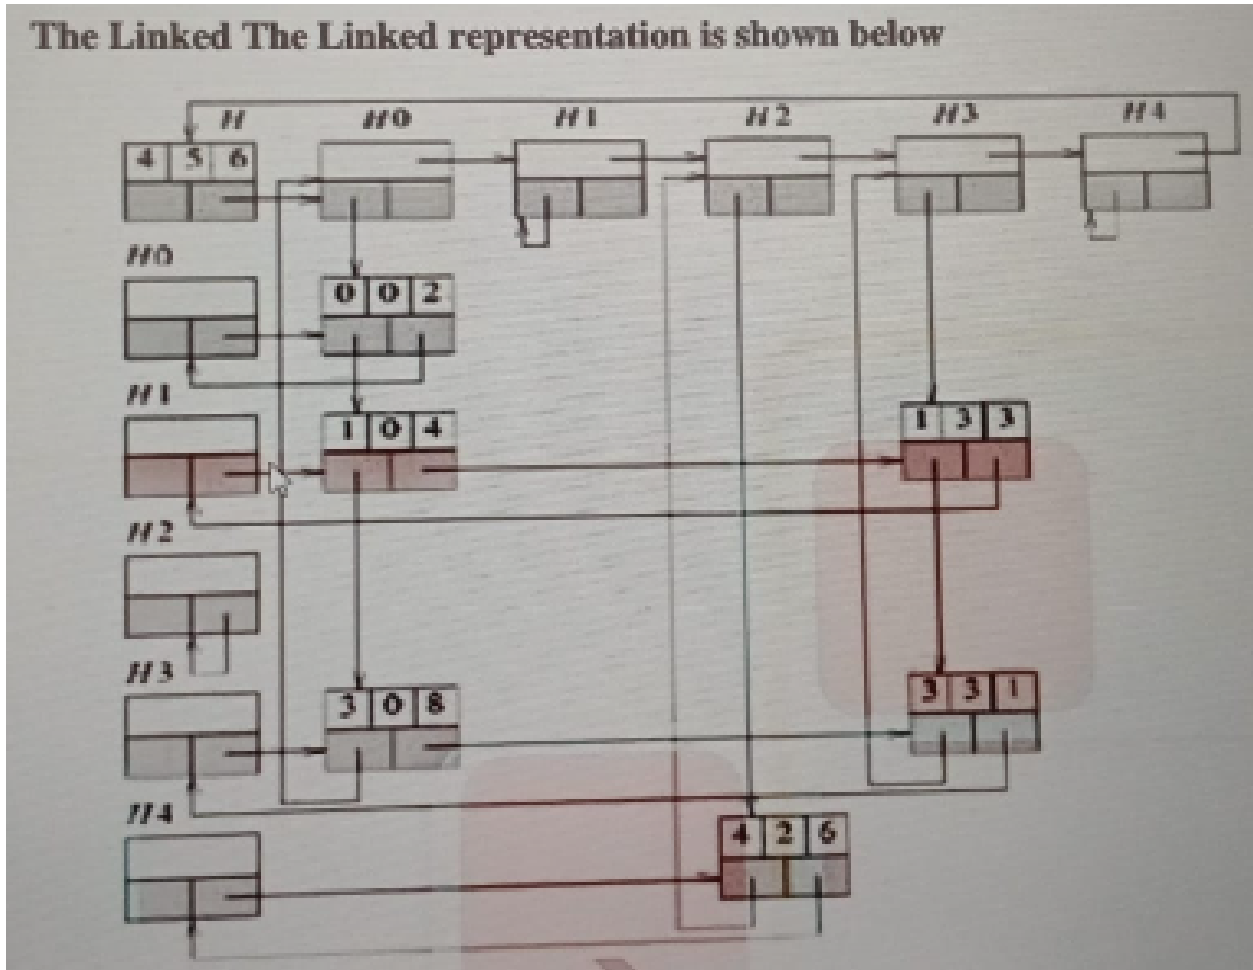 The Linked The Linked representation is shown below
H H0 H1 H2 H3 H4
4 5 6
H0
0 0 2
H1
1 0 4 1 3 3
H2
H3
3 0 8 3 3 1
H4
4 2 6